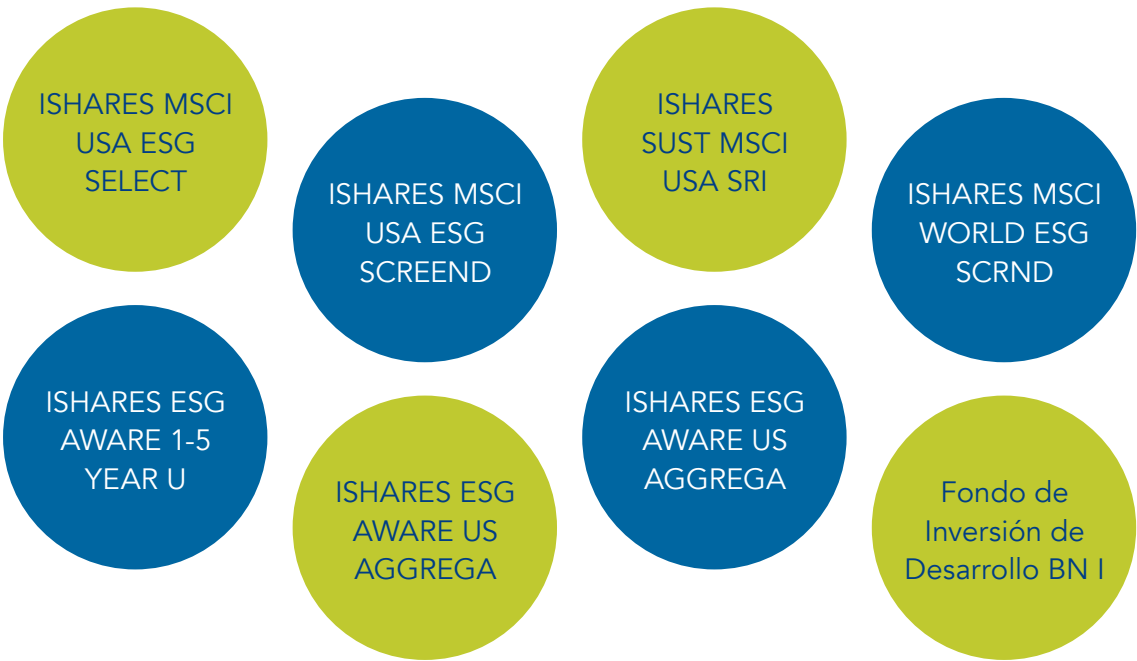 ISHARES MSCI
USA ESG
SELECT
ISHARES MSCI
USA ESG
SCREEND
ISHARES
SUST MSCI
USA SRI
ISHARES MSCI
WORLD ESG
SCRND
ISHARES ESG
AWARE 1-5
YEAR U
ISHARES ESG
AWARE US
AGGREGA
ISHARES ESG
AWARE US
AGGREGA
Fondo de
Inversión de
Desarrollo BN I